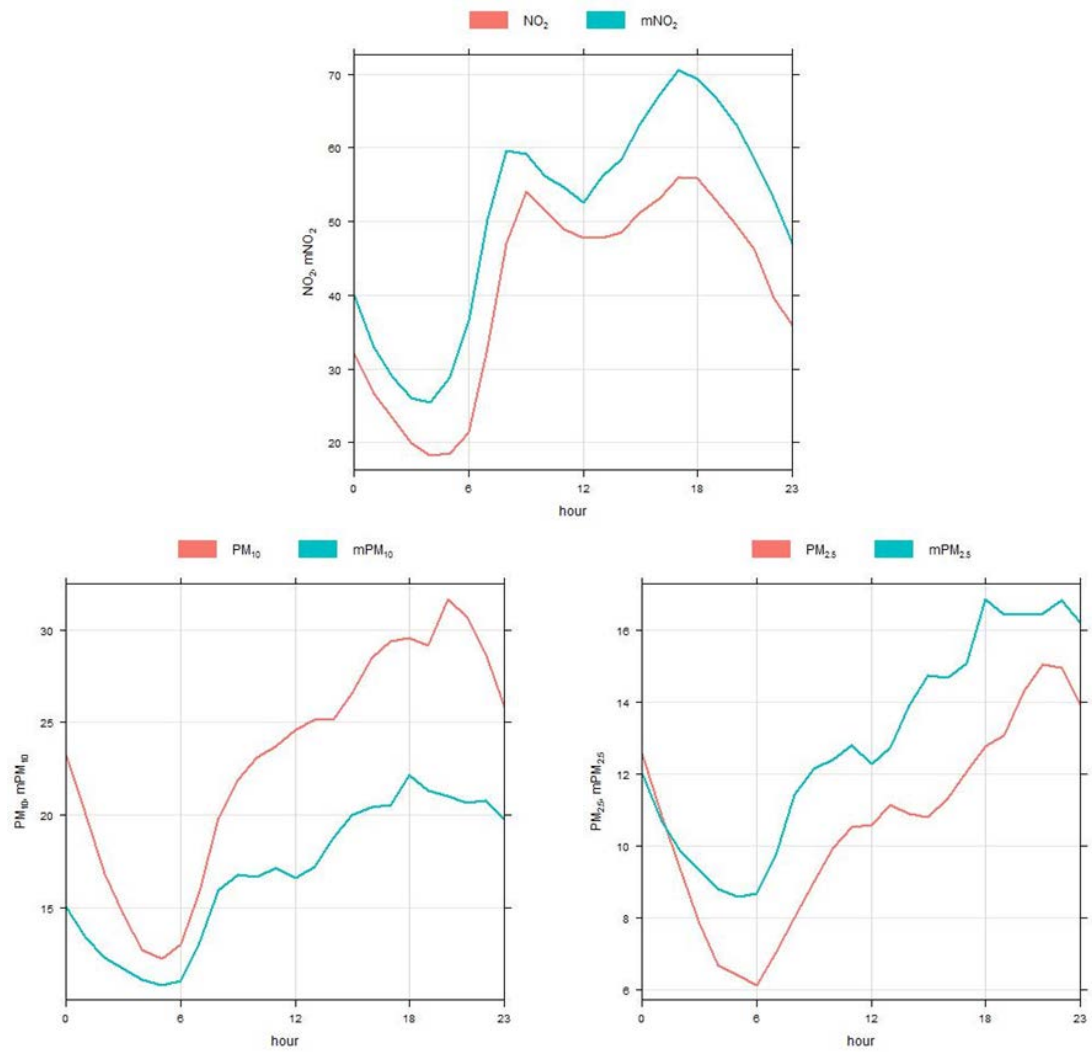 NO₂ mNO₂
70
60
50
40
30
20
NO₂, mNO₂
0 6 12 18 23
hour
PM₁₀ mPM₁₀
30
25
20
15
PM₁₀, mPM₁₀
0 6 12 18 23
hour
PM₂.₅ mPM₂.₅
16
14
12
10
8
6
PM₂.₅, mPM₂.₅
0 6 12 18 23
hour